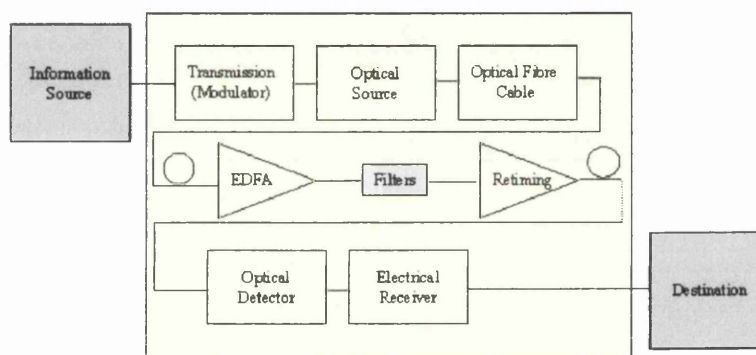 Information
Source
Transmission
(Modulator)
Optical
Source
Optical Fibre
Cable
EDFA
Filters
Retiming
Optical
Detector
Electrical
Receiver
Destination